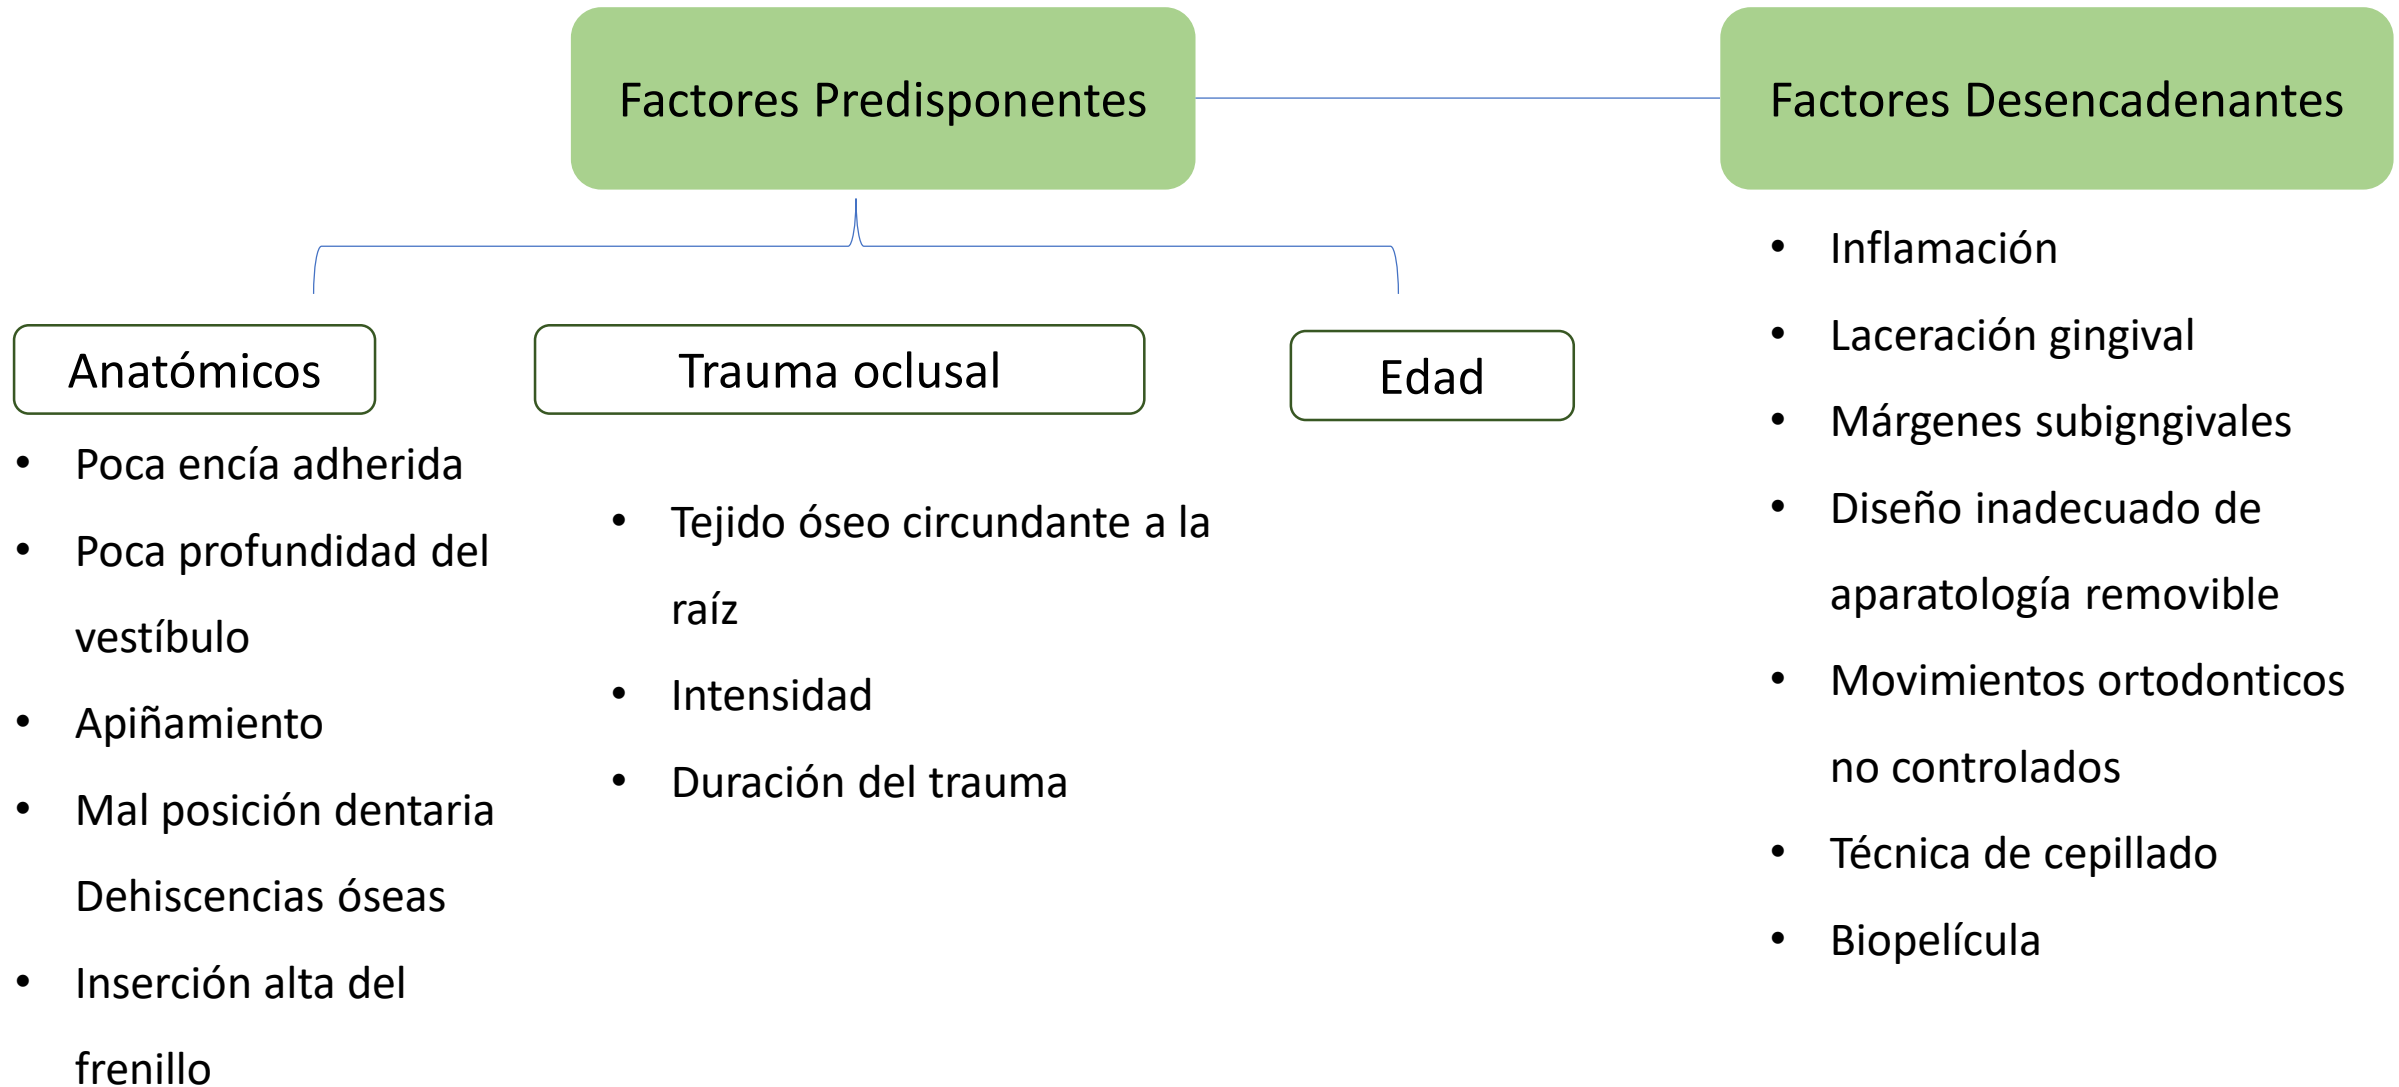 Factores Predisponentes
Factores Desencadenantes
Anatómicos
• Poca encía adherida
• Poca profundidad del
vestíbulo
• Apiñamiento
• Mal posición dentaria
Dehiscencias óseas
• Inserción alta del
frenillo
Trauma oclusal
• Tejido óseo circundante a la
raíz
• Intensidad
• Duración del trauma
Edad
• Inflamación
• Laceración gingival
• Márgenes subigngivales
• Diseño inadecuado de
aparatología removible
• Movimientos ortodonticos
no controlados
• Técnica de cepillado
• Biopelícula